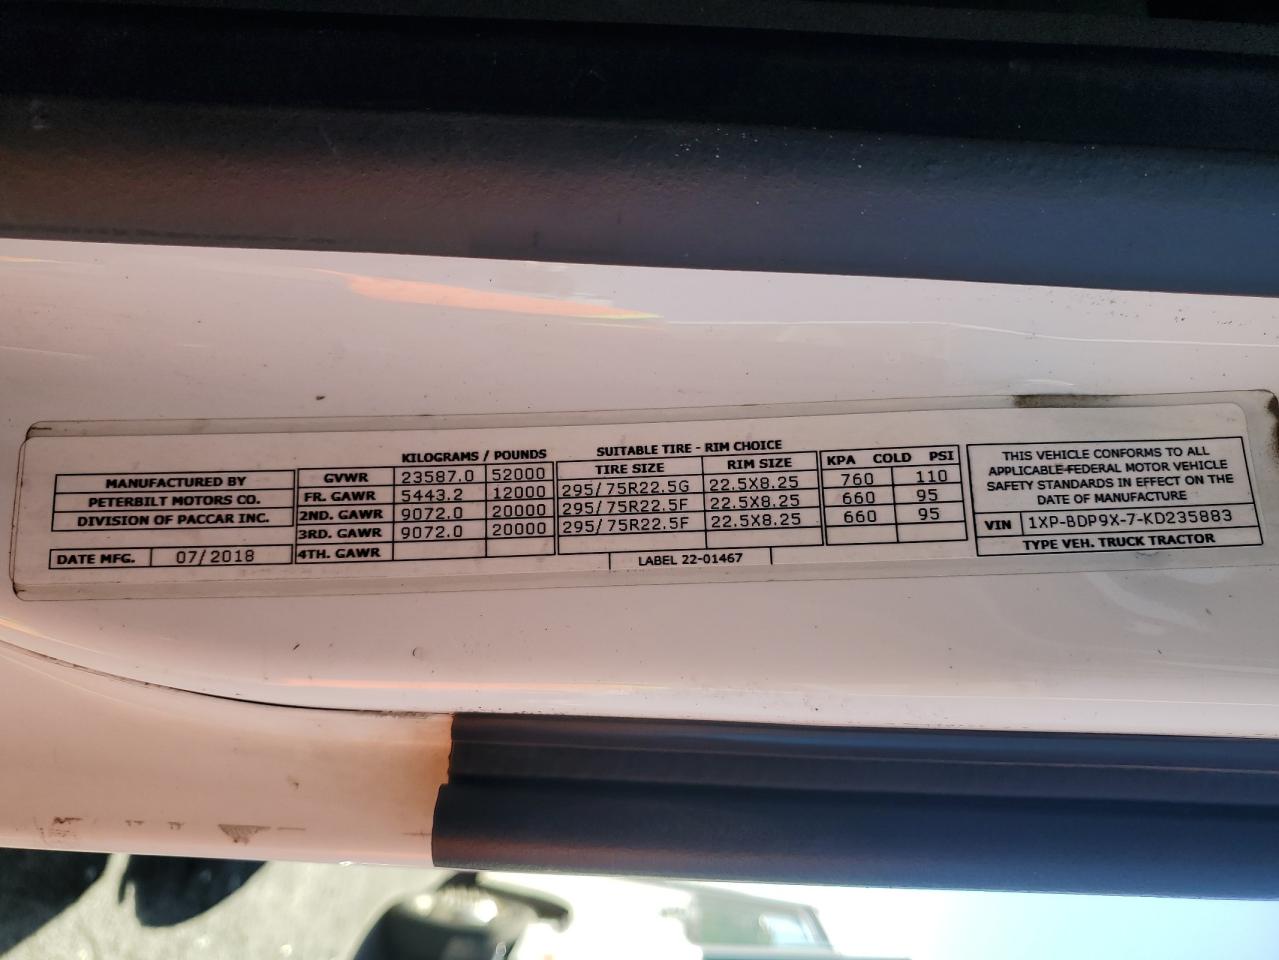 MANUFACTURED BY
PETERBILT MOTORS CO.
DIVISION OF PACCAR INC.
DATE MFG. 07/2018
KILOGRAMS / POUNDS
GVWR 23587.0 52000
FR. GAWR 5443.2 12000
2ND. GAWR 9072.0 20000
3RD. GAWR 9072.0 20000
4TH. GAWR
SUITABLE TIRE - RIM CHOICE
TIRE SIZE RIM SIZE
295/75R22.5G 22.5X8.25
295/75R22.5F 22.5X8.25
295/75R22.5F 22.5X8.25
KPA COLD PSI
760 110
660 95
660 95
LABEL 22-01467
THIS VEHICLE CONFORMS TO ALL
APPLICABLE FEDERAL MOTOR VEHICLE
SAFETY STANDARDS IN EFFECT ON THE
DATE OF MANUFACTURE
VIN 1XP-BDP9X-7-KD235883
TYPE VEH. TRUCK TRACTOR